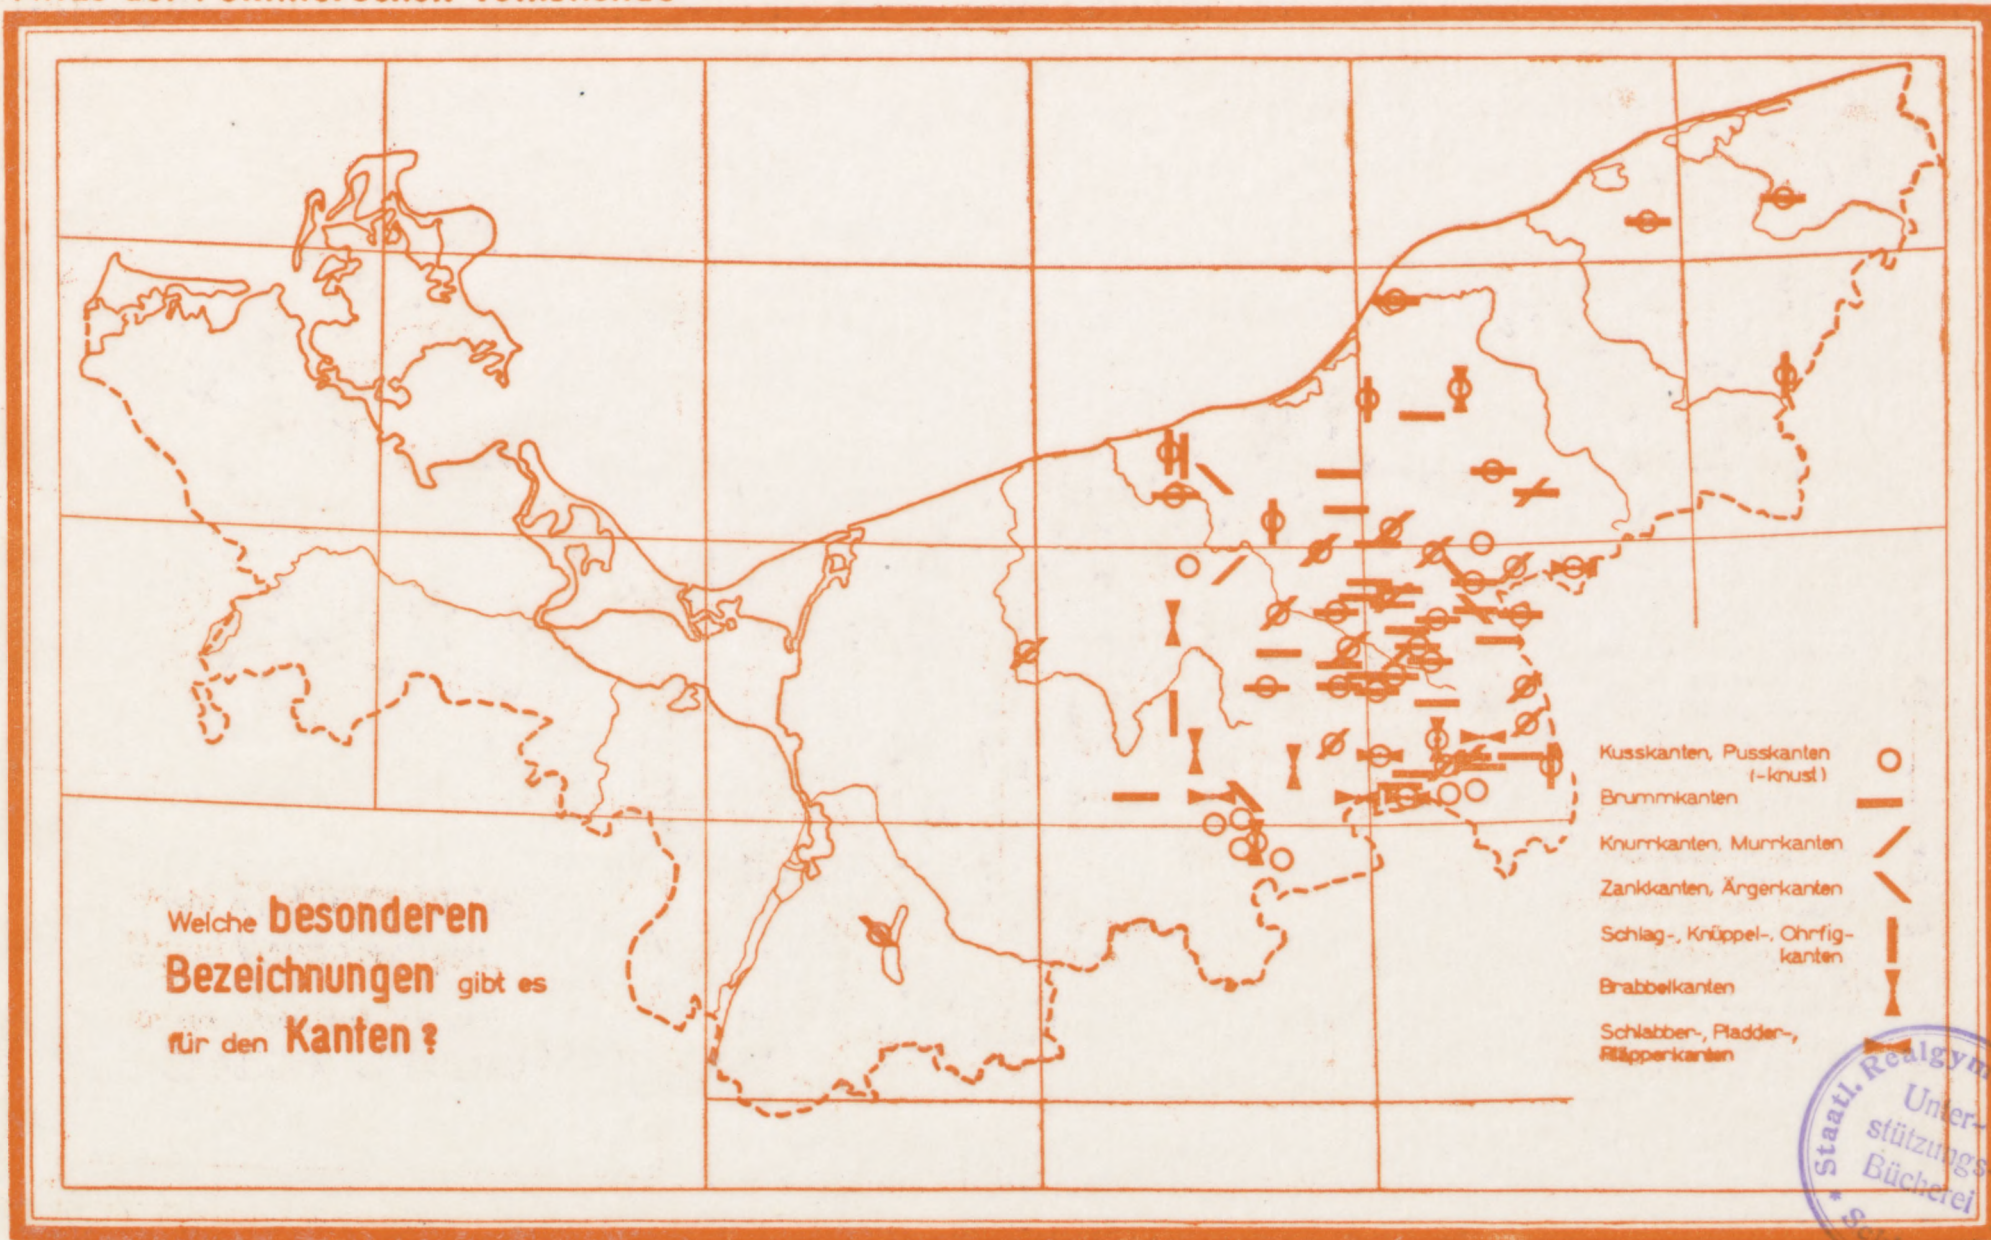 Welche besonderen
Bezeichnungen gibt es
für den Kanten?
Kusskanten, Pusskanten
(-knust)
Brummkanten
Knurrkanten, Murrkanten
Zankkanten, Ärgerkanten
Schlag-, Knüppel-, Ohrfig-
kanten
Brabbelkanten
Schlabber-, Pladder-,
Pläpperkanten
* Staatl. Realgym
Unter-
stützungs
Bücherei